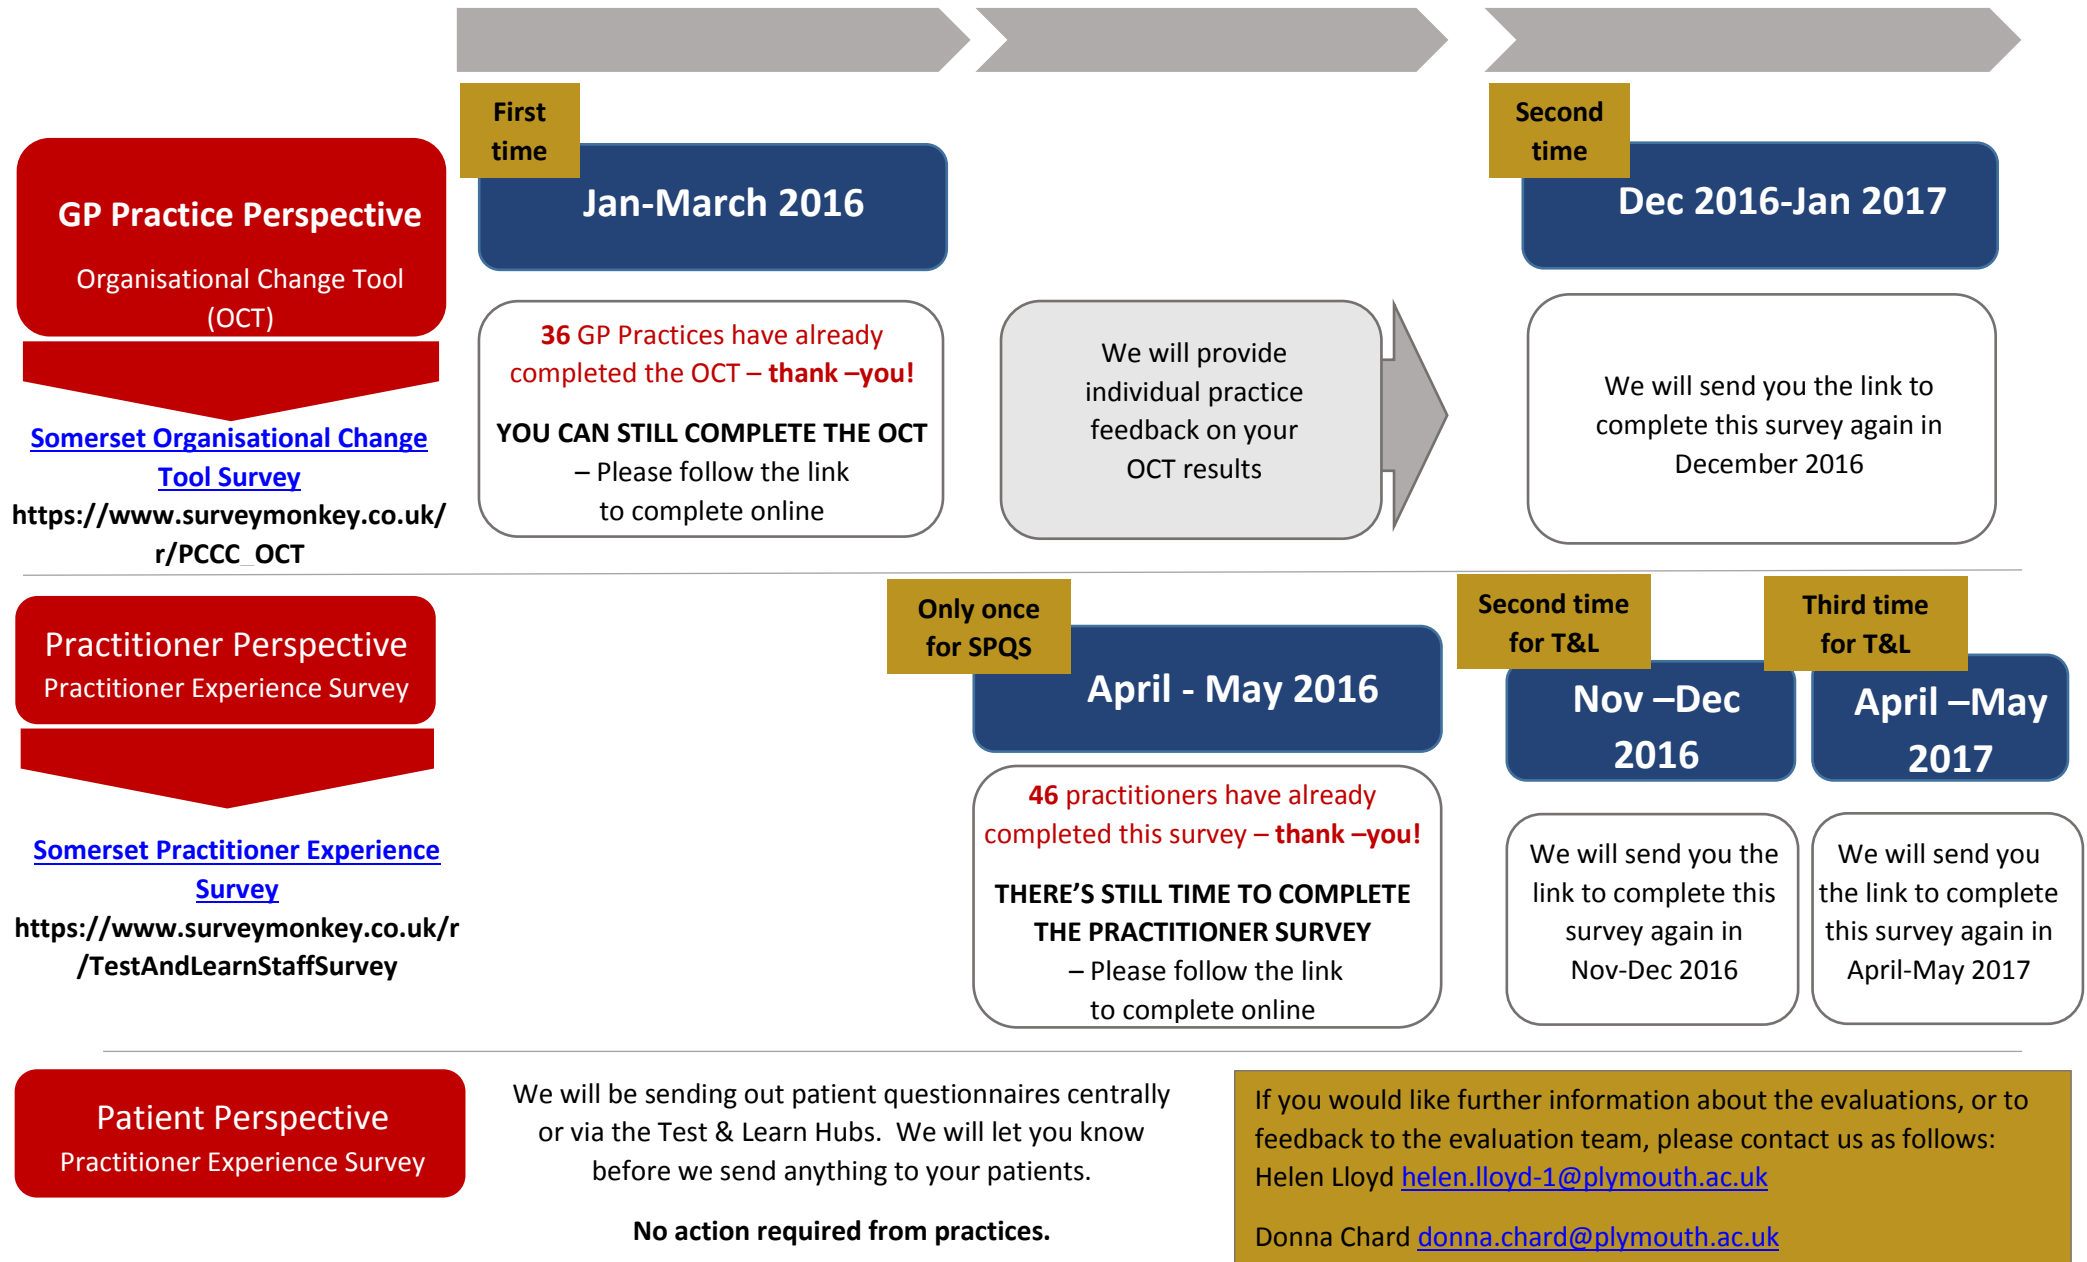 First
time
Second
time
GP Practice Perspective
Organisational Change Tool
(OCT)
Jan-March 2016
Dec 2016-Jan 2017
Somerset Organisational Change
Tool Survey
https://www.surveymonkey.co.uk/
r/PCCC_OCT
36 GP Practices have already
completed the OCT – thank –you!
YOU CAN STILL COMPLETE THE OCT
– Please follow the link
to complete online
We will provide
individual practice
feedback on your
OCT results
We will send you the link to
complete this survey again in
December 2016
Practitioner Perspective
Practitioner Experience Survey
Somerset Practitioner Experience
Survey
https://www.surveymonkey.co.uk/r
/TestAndLearnStaffSurvey
Only once
for SPQS
April - May 2016
46 practitioners have already
completed this survey – thank –you!
THERE’S STILL TIME TO COMPLETE
THE PRACTITIONER SURVEY
– Please follow the link
to complete online
Second time
for T&L
Nov –Dec
2016
We will send you the
link to complete this
survey again in
Nov-Dec 2016
Third time
for T&L
April –May
2017
We will send you
the link to complete
this survey again in
April-May 2017
Patient Perspective
Practitioner Experience Survey
We will be sending out patient questionnaires centrally
or via the Test & Learn Hubs.  We will let you know
before we send anything to your patients.
No action required from practices.
If you would like further information about the evaluations, or to
feedback to the evaluation team, please contact us as follows:
Helen Lloyd helen.lloyd-1@plymouth.ac.uk
Donna Chard donna.chard@plymouth.ac.uk